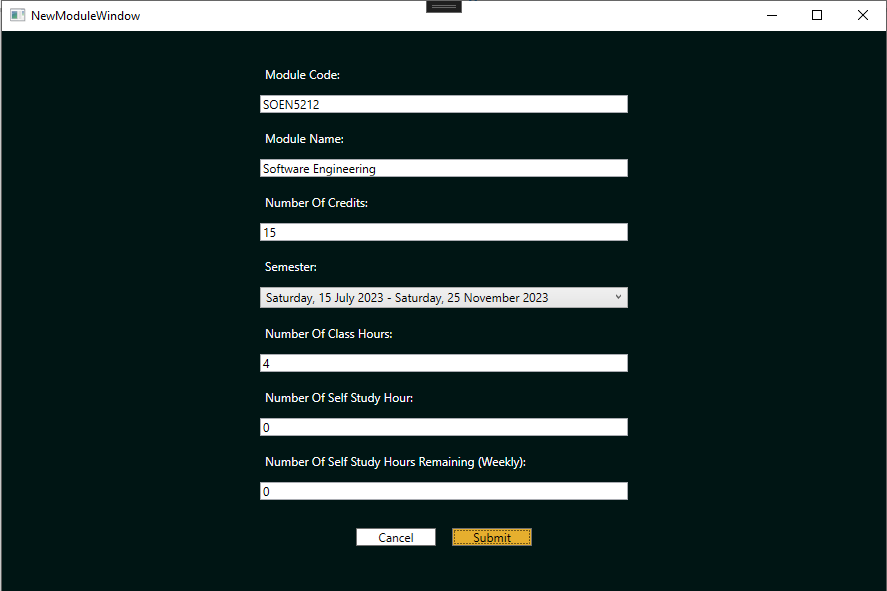 NewModuleWindow
Module Code:
SOEN5212
Module Name:
Software Engineering
Number Of Credits:
15
Semester:
Saturday, 15 July 2023 - Saturday, 25 November 2023
Number Of Class Hours:
4
Number Of Self Study Hour:
0
Number Of Self Study Hours Remaining (Weekly):
0
Cancel Submit